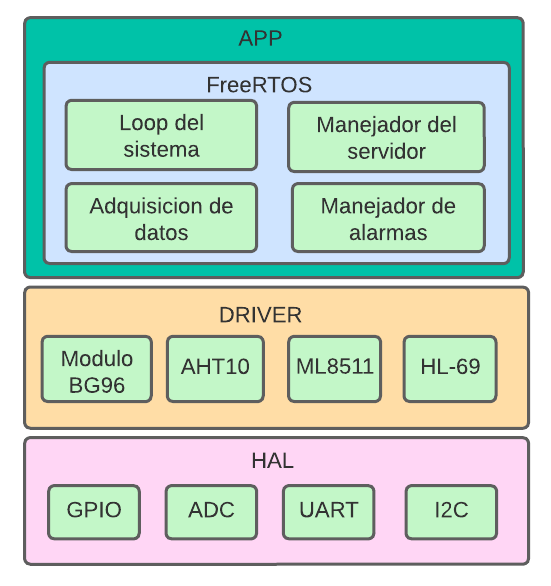 APP
FreeRTOS
Loop del
sistema
Manejador del
servidor
Adquisicion de
datos
Manejador de
alarmas
DRIVER
Modulo
BG96
AHT10
ML8511
HL-69
HAL
GPIO
ADC
UART
I2C